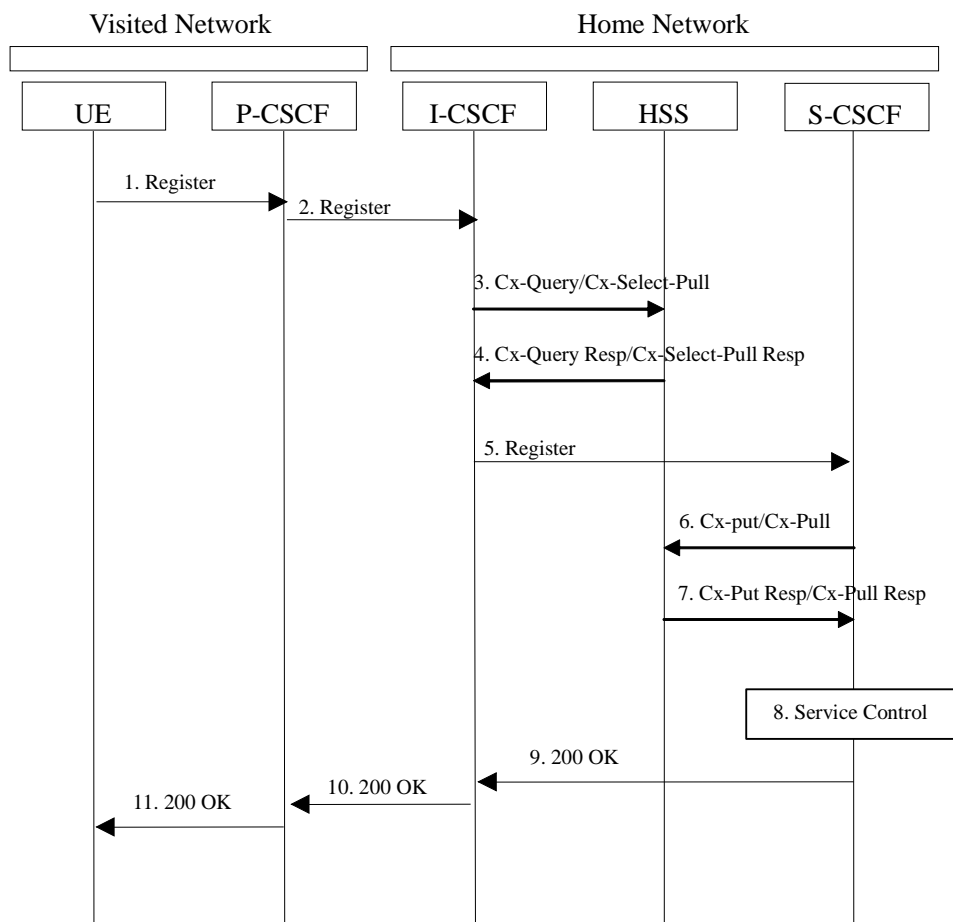 Visited Network
Home Network
UE
P-CSCF
I-CSCF
HSS
S-CSCF
1. Register
2. Register
3. Cx-Query/Cx-Select-Pull
4. Cx-Query Resp/Cx-Select-Pull Resp
5. Register
6. Cx-put/Cx-Pull
7. Cx-Put Resp/Cx-Pull Resp
8. Service Control
9. 200 OK
10. 200 OK
11. 200 OK